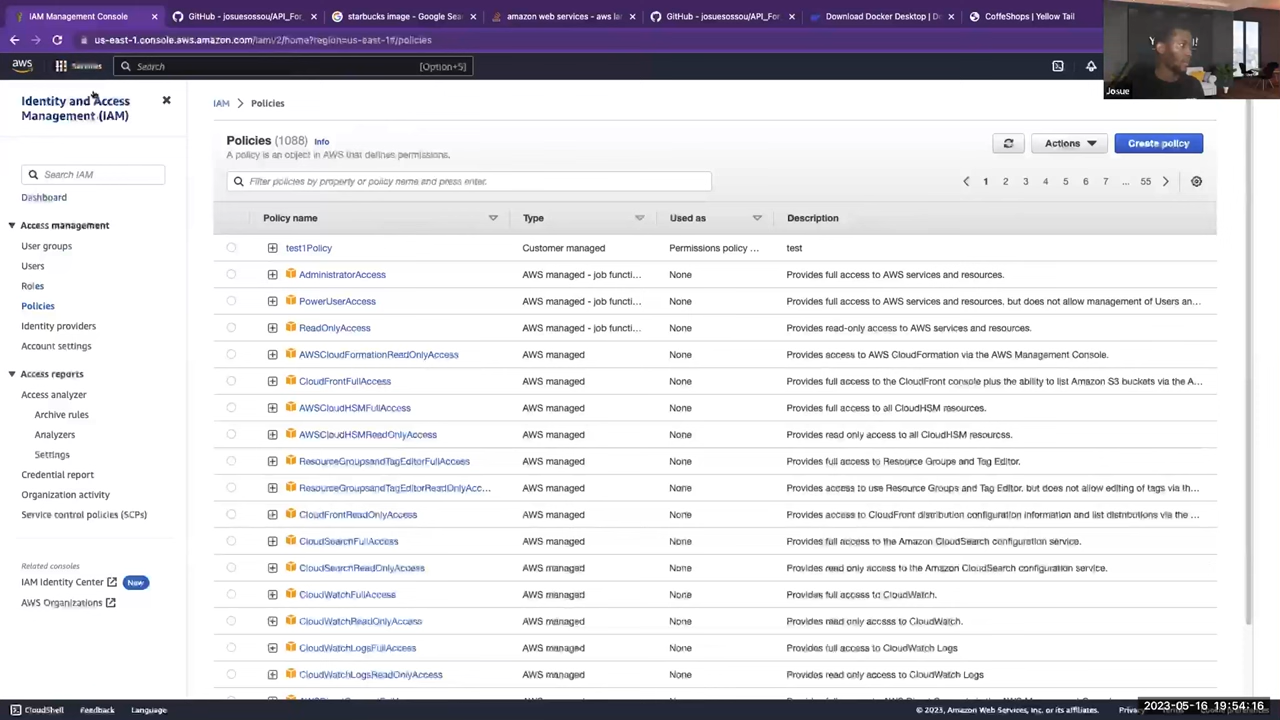 IAM Management Console
GitHub - josuesossou/API_For
starbucks image - Google Sea
amazon web services - aws la
GitHub - josuesossou/API_For
Download Docker Desktop | D
CoffeShops | Yellow Tail
us-east-1.console.aws.amazon.com/iamv2/home?region=us-east-1#/policies
aws
Services
Search
[Option+S]
Josue
Identity and Access
Management (IAM)
Search IAM
Dashboard
Access management
User groups
Users
Roles
Policies
Identity providers
Account settings
Access reports
Access analyzer
Archive rules
Analyzers
Settings
Credential report
Organization activity
Service control policies (SCPs)
Related consoles
IAM Identity Center New
AWS Organizations
IAM > Policies
Policies (1088) Info
A policy is an object in AWS that defines permissions.
Actions
Create policy
Filter policies by property or policy name and press enter.
1 2 3 4 5 6 7 ... 55
Policy name Type Used as Description
test1Policy Customer managed Permissions policy ... test
AdministratorAccess AWS managed - job functi... None Provides full access to AWS services and resources.
PowerUserAccess AWS managed - job functi... None Provides full access to AWS services and resources, but does not allow management of Users an...
ReadOnlyAccess AWS managed - job functi... None Provides read-only access to AWS services and resources.
AWSCloudFormationReadOnlyAccess AWS managed None Provides access to AWS CloudFormation via the AWS Management Console.
CloudFrontFullAccess AWS managed None Provides full access to the CloudFront console plus the ability to list Amazon S3 buckets via the A...
AWSCloudHSMFullAccess AWS managed None Provides full access to all CloudHSM resources.
AWSCloudHSMReadOnlyAccess AWS managed None Provides read only access to all CloudHSM resources.
ResourceGroupsandTagEditorFullAccess AWS managed None Provides full access to Resource Groups and Tag Editor.
ResourceGroupsandTagEditorReadOnlyAcc... AWS managed None Provides access to use Resource Groups and Tag Editor, but does not allow editing of tags via th...
CloudFrontReadOnlyAccess AWS managed None Provides access to CloudFront distribution configuration information and list distributions via the ...
CloudSearchFullAccess AWS managed None Provides full access to the Amazon CloudSearch configuration service.
CloudSearchReadOnlyAccess AWS managed None Provides read only access to the Amazon CloudSearch configuration service.
CloudWatchFullAccess AWS managed None Provides full access to CloudWatch.
CloudWatchReadOnlyAccess AWS managed None Provides read only access to CloudWatch.
CloudWatchLogsFullAccess AWS managed None Provides full access to CloudWatch Logs
CloudWatchLogsReadOnlyAccess AWS managed None Provides read only access to CloudWatch Logs
CloudShell Feedback Language
© 2023, Amazon Web Services, Inc. or its affiliates.
2023-05-16 19:54:16